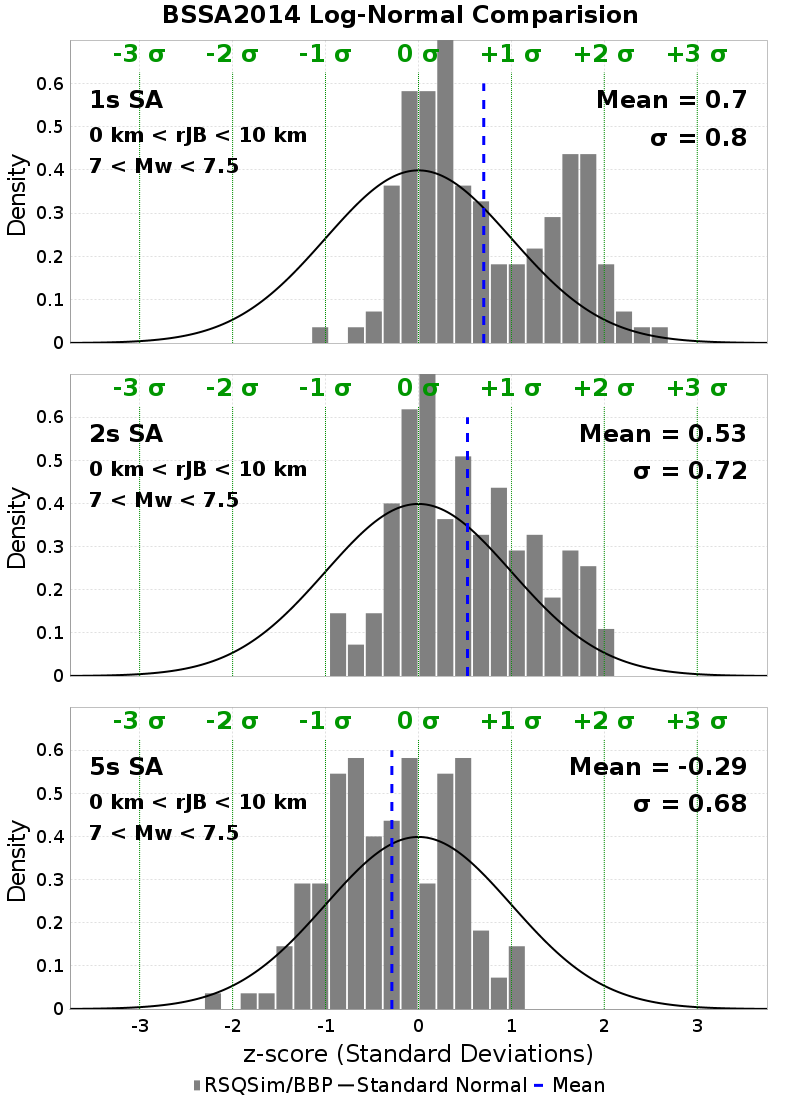 BSSA2014 Log-Normal Comparision
-3 σ -2 σ -1 σ 0 σ +1 σ +2 σ +3 σ
1s SA
0 km < rJB < 10 km
7 < Mw < 7.5
Mean = 0.7
σ = 0.8
Density
0.6
0.5
0.4
0.3
0.2
0.1
0
-3 σ -2 σ -1 σ 0 σ +1 σ +2 σ +3 σ
2s SA
0 km < rJB < 10 km
7 < Mw < 7.5
Mean = 0.53
σ = 0.72
Density
0.6
0.5
0.4
0.3
0.2
0.1
0
-3 σ -2 σ -1 σ 0 σ +1 σ +2 σ +3 σ
5s SA
0 km < rJB < 10 km
7 < Mw < 7.5
Mean = -0.29
σ = 0.68
Density
0.6
0.5
0.4
0.3
0.2
0.1
0
-3 -2 -1 0 1 2 3
z-score (Standard Deviations)
RSQSim/BBP Standard Normal Mean